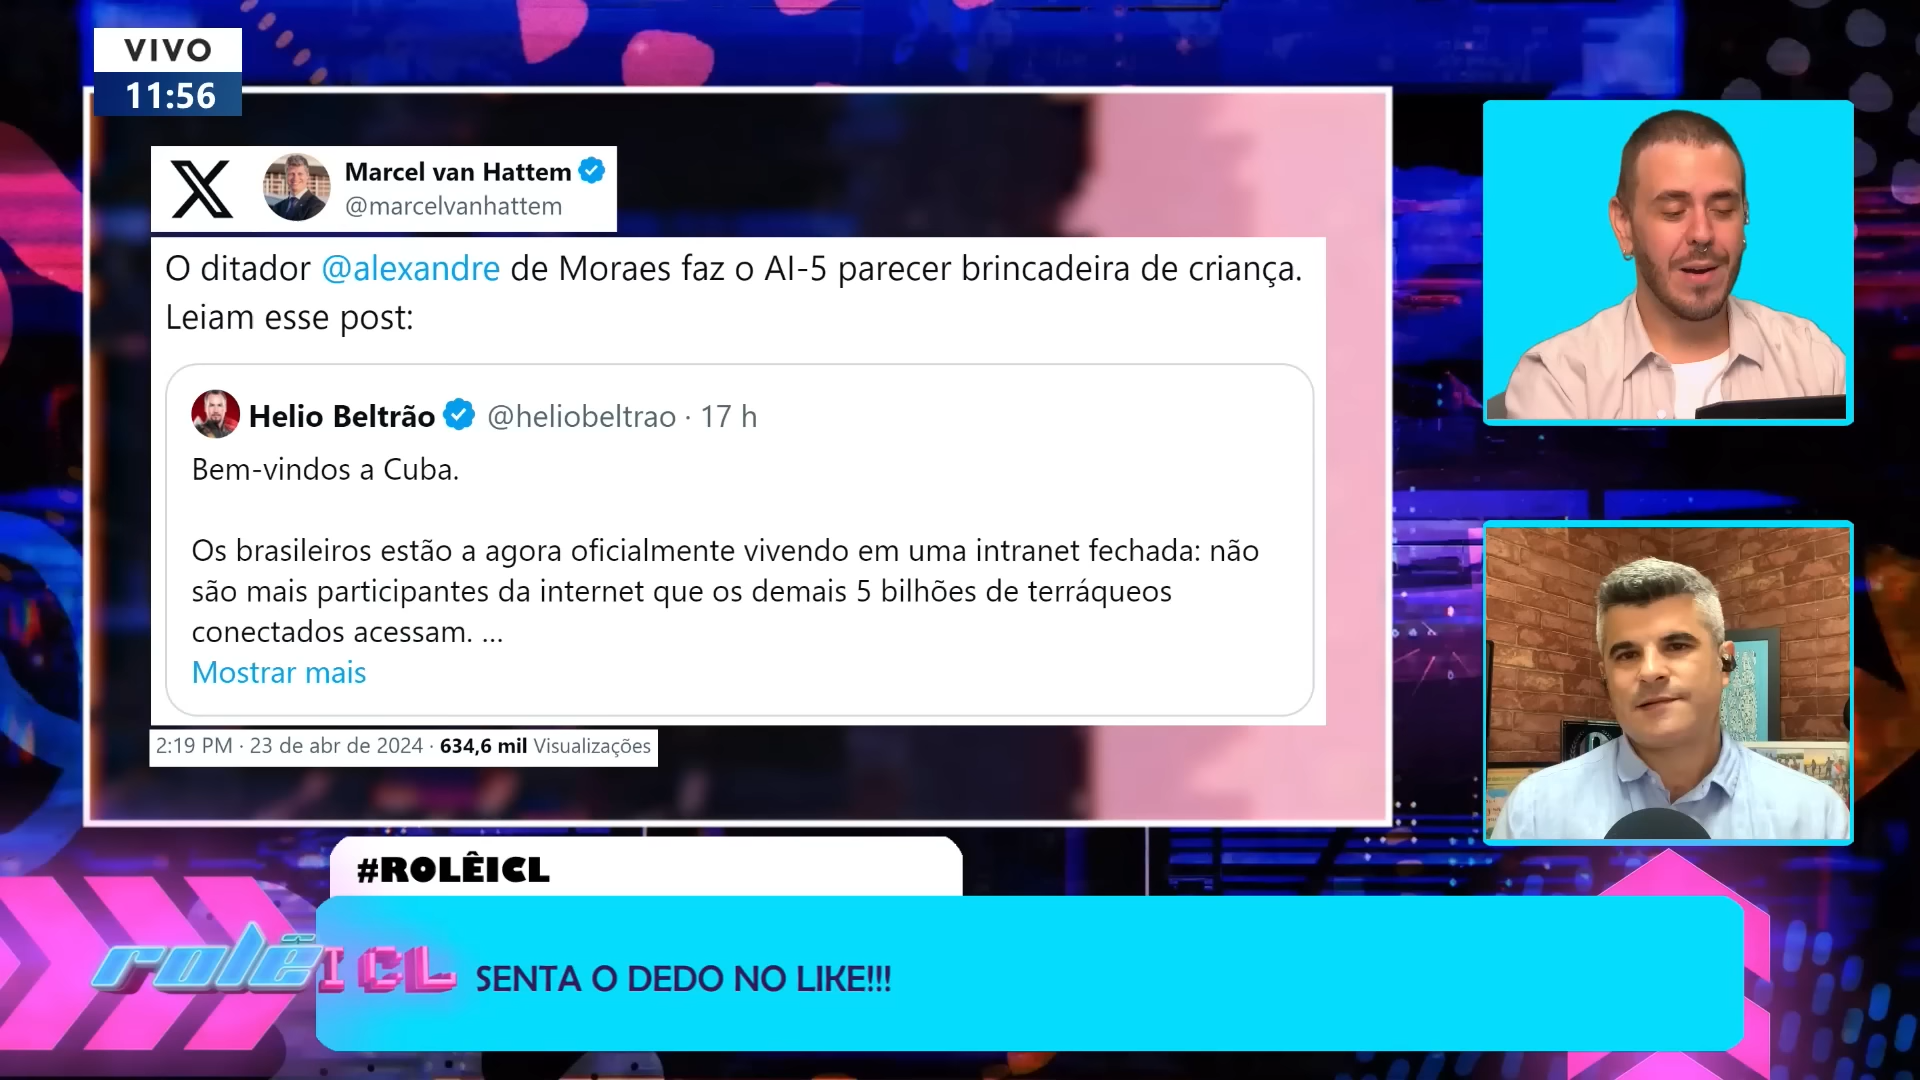 VIVO
11:56
X
Marcel van Hattem
@marcelvanhattem
O ditador @alexandre de Moraes faz o AI-5 parecer brincadeira de criança.
Leiam esse post:
Helio Beltrão @heliobeltrao · 17 h
Bem-vindos a Cuba.
Os brasileiros estão a agora oficialmente vivendo em uma intranet fechada: não
são mais participantes da internet que os demais 5 bilhões de terráqueos
conectados acessam. ...
Mostrar mais
2:19 PM · 23 de abr de 2024 · 634,6 mil Visualizações
#ROLÊICL
rolê ICL
SENTA O DEDO NO LIKE!!!